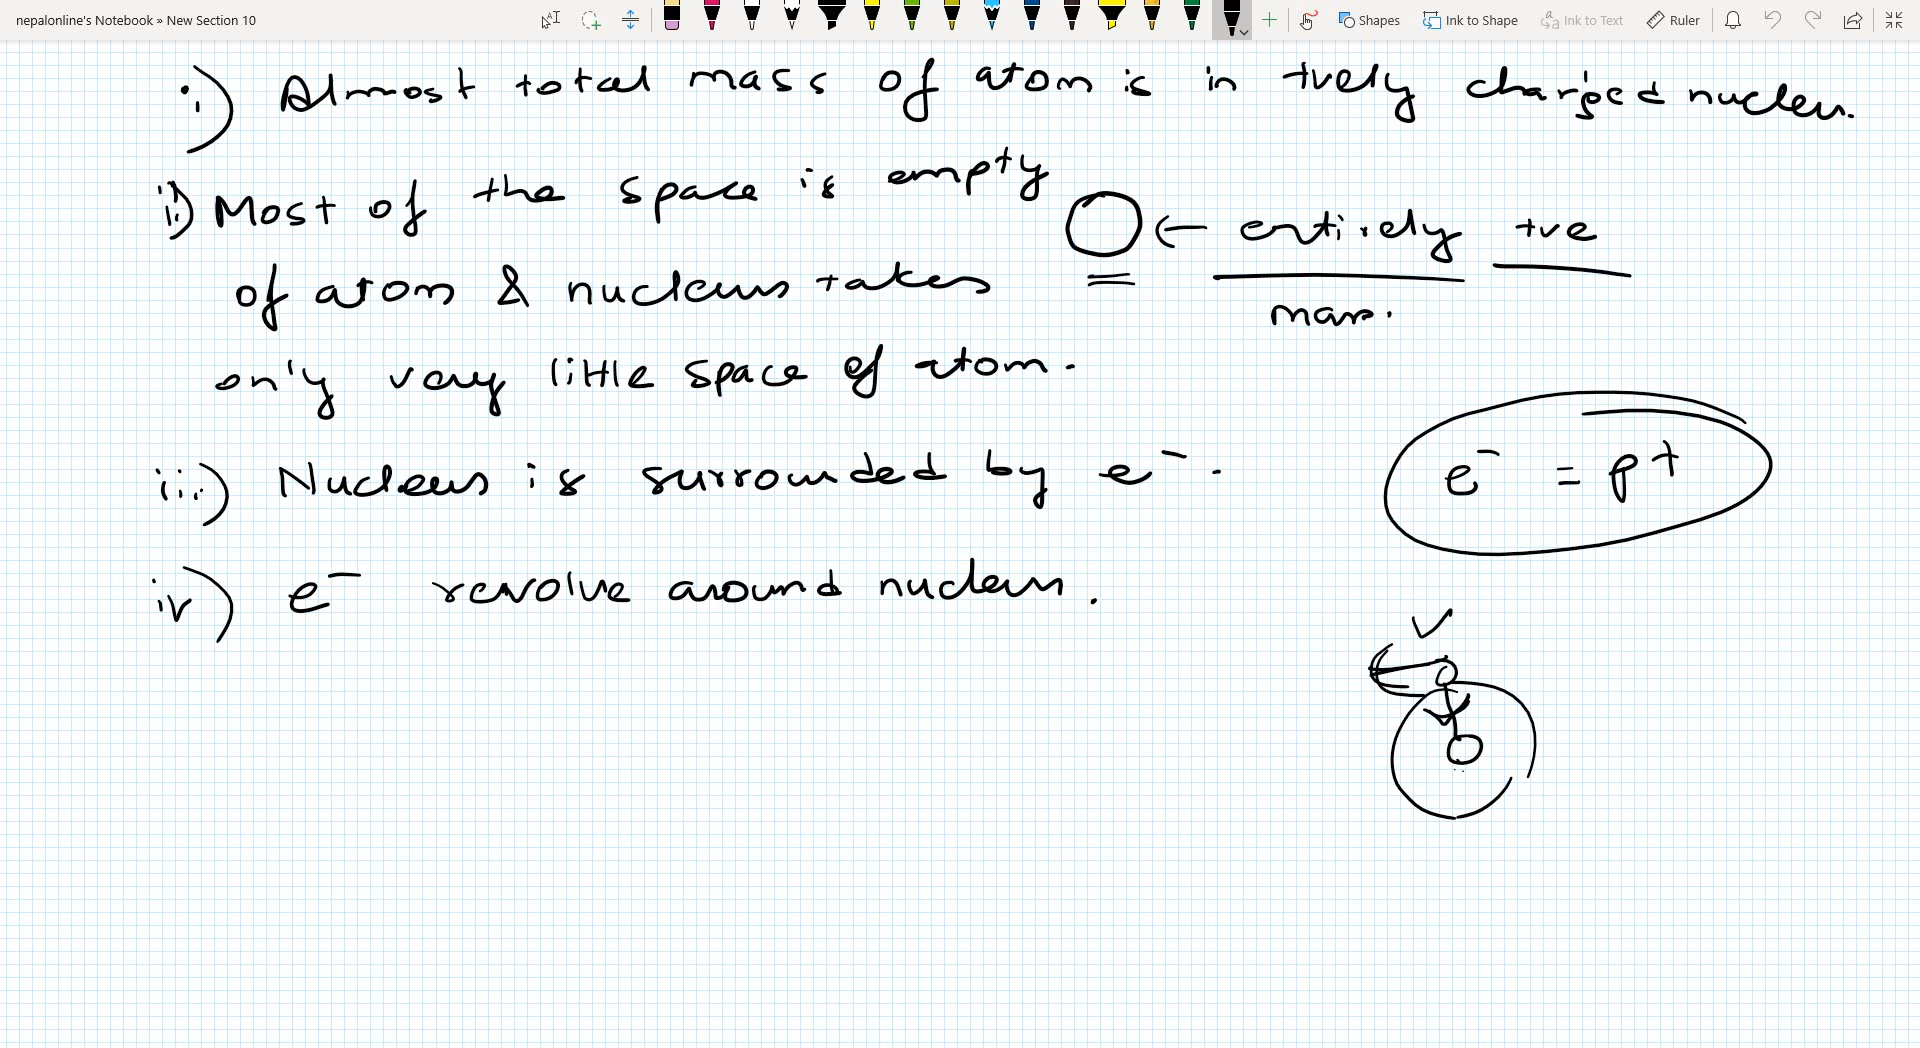 nepalonline's Notebook » New Section 10
Shapes Ink to Shape Ink to Text Ruler
i) Almost total mass of atom is in +vely charged nucleus.
ii) Most of the space is empty
← entirely +ve
of atom & nucleus takes
mass.
only very little space of atom.
iii) Nucleus is surrounded by e⁻.
e⁻ = p⁺
iv) e⁻ revolve around nucleus.